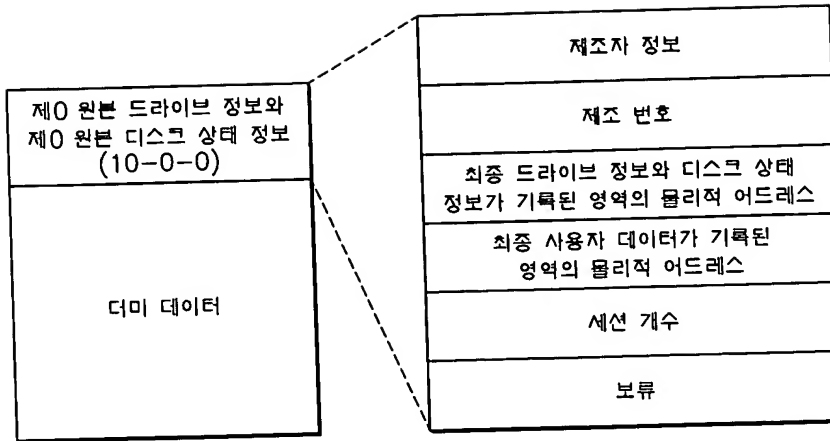 제0 원본 드라이브 정보와
제0 원본 디스크 상태 정보
(10-0-0)
더미 데이터
제조자 정보
제조 번호
최종 드라이브 정보와 디스크 상태
정보가 기록된 영역의 물리적 어드레스
최종 사용자 데이터가 기록된
영역의 물리적 어드레스
세션 개수
보류